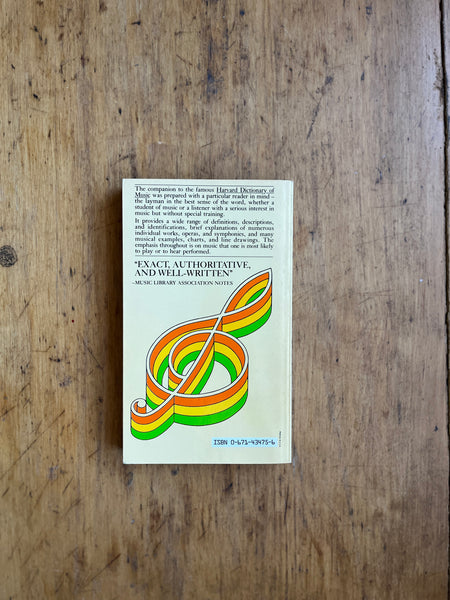 The companion to the famous Harvard Dictionary of
Music was prepared with a particular reader in mind –
the layman in the best sense of the word, whether a
student of music or a listener with a serious interest in
music but without special training.
It provides a wide range of definitions, descriptions,
and identifications, brief explanations of numerous
individual works, operas, and symphonies, and many
musical examples, charts, and line drawings. The
emphasis throughout is on music that one is most likely
to play or to hear performed.
"EXACT, AUTHORITATIVE,
AND WELL-WRITTEN"
–MUSIC LIBRARY ASSOCIATION NOTES
ISBN 0-671-43475-6